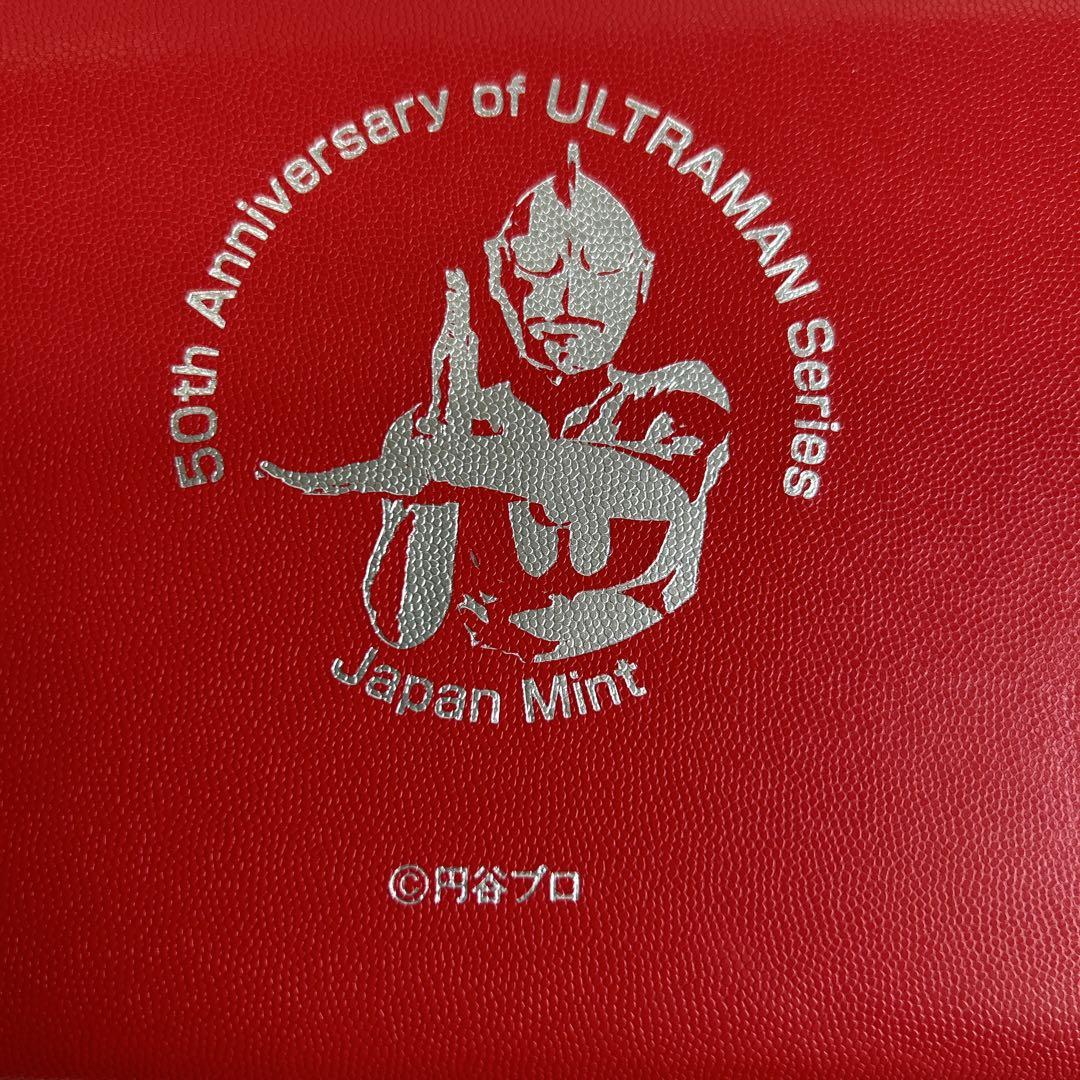 50th Anniversary of ULTRAMAN Series
Japan Mint
©円谷プロ